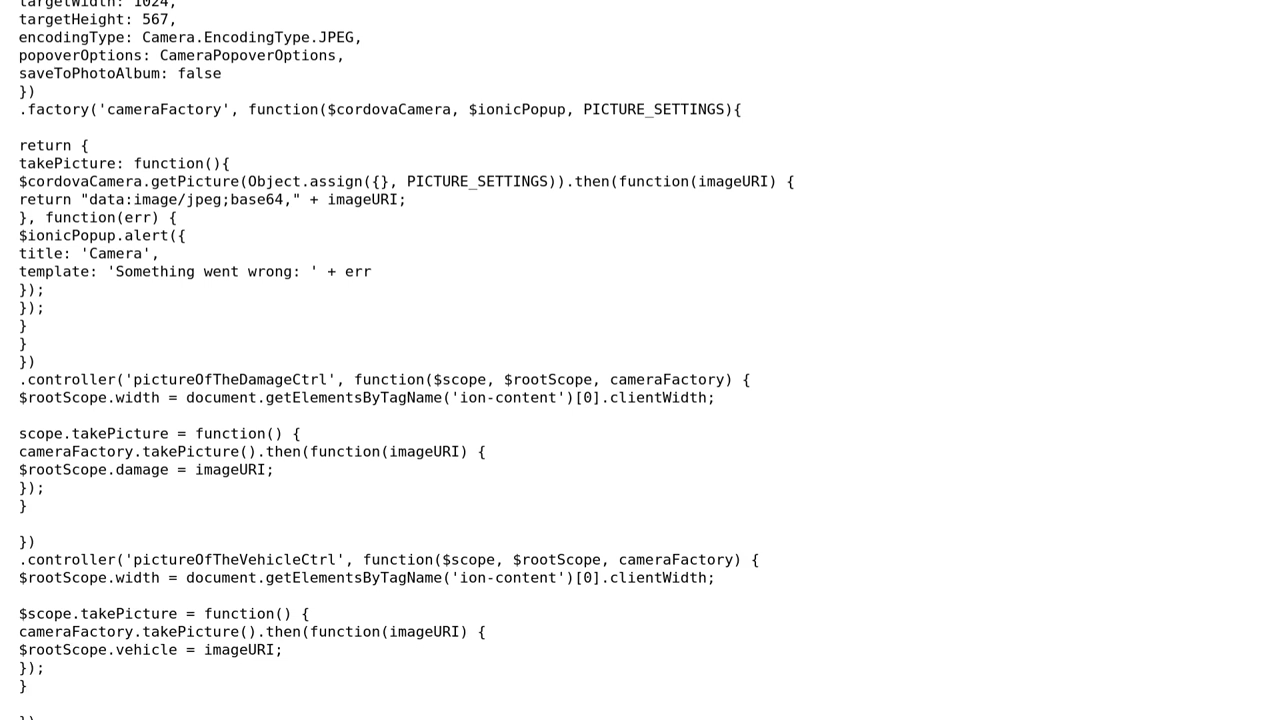 targetWidth: 1024,
targetHeight: 567,
encodingType: Camera.EncodingType.JPEG,
popoverOptions: CameraPopoverOptions,
saveToPhotoAlbum: false
})
.factory('cameraFactory', function($cordovaCamera, $ionicPopup, PICTURE_SETTINGS){
return {
takePicture: function(){
$cordovaCamera.getPicture(Object.assign({}, PICTURE_SETTINGS)).then(function(imageURI) {
return "data:image/jpeg;base64," + imageURI;
}, function(err) {
$ionicPopup.alert({
title: 'Camera',
template: 'Something went wrong: ' + err
});
});
}
}
})
.controller('pictureOfTheDamageCtrl', function($scope, $rootScope, cameraFactory) {
$rootScope.width = document.getElementsByTagName('ion-content')[0].clientWidth;
scope.takePicture = function() {
cameraFactory.takePicture().then(function(imageURI) {
$rootScope.damage = imageURI;
});
}
})
.controller('pictureOfTheVehicleCtrl', function($scope, $rootScope, cameraFactory) {
$rootScope.width = document.getElementsByTagName('ion-content')[0].clientWidth;
$scope.takePicture = function() {
cameraFactory.takePicture().then(function(imageURI) {
$rootScope.vehicle = imageURI;
});
}
})